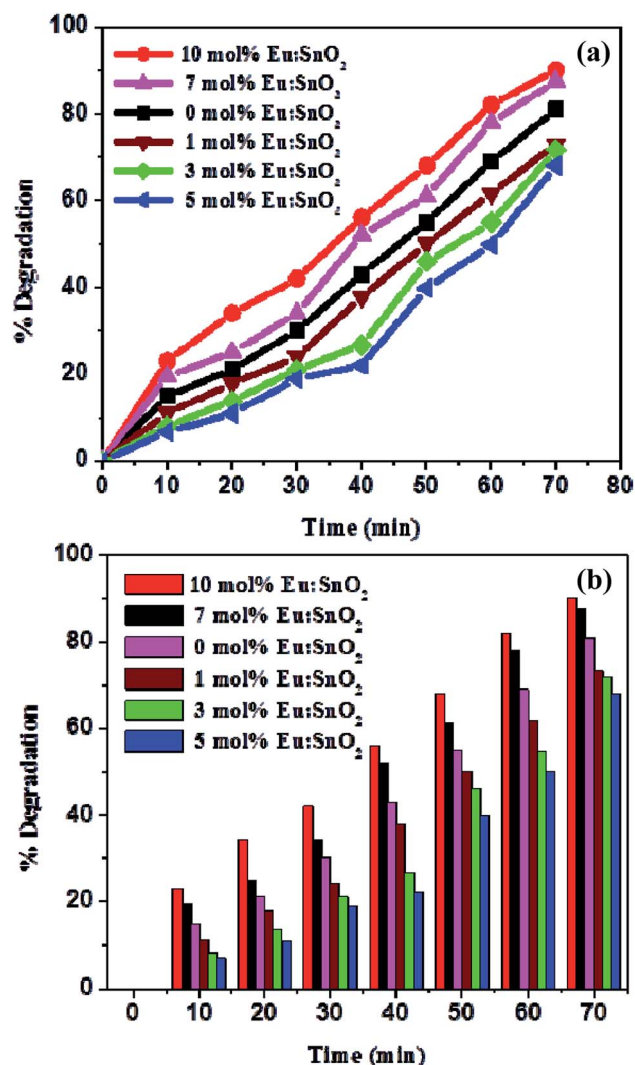 100
80
60
40
20
0
% Degradation
(a)
10 mol% Eu:SnO₂
7 mol% Eu:SnO₂
0 mol% Eu:SnO₂
1 mol% Eu:SnO₂
3 mol% Eu:SnO₂
5 mol% Eu:SnO₂
0 10 20 30 40 50 60 70 80
Time (min)
100
80
60
40
20
0
% Degradation
(b)
10 mol% Eu:SnO₂
7 mol% Eu:SnO₂
0 mol% Eu:SnO₂
1 mol% Eu:SnO₂
3 mol% Eu:SnO₂
5 mol% Eu:SnO₂
0 10 20 30 40 50 60 70
Time (min)